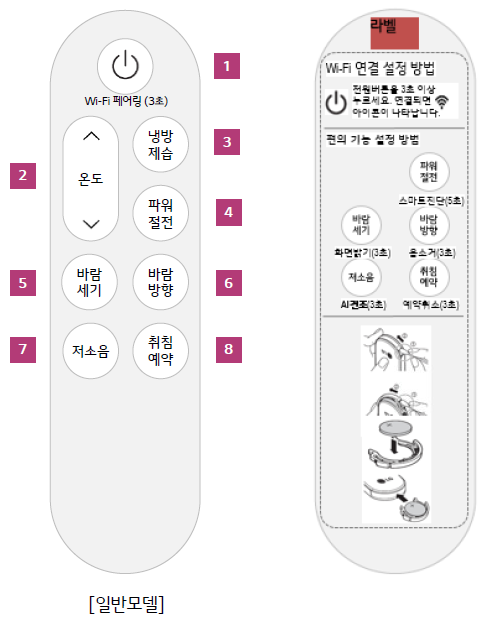 1
Wi-Fi 페어링 (3초)
2
온도
냉방
제습
3
파워
절전
4
5
바람
세기
바람
방향
6
7
저소음
취침
예약
8
[일반모델]
라벨
Wi-Fi 연결 설정 방법
전원버튼을 3초 이상
누르세요. 연결되면
아이콘이 나타납니다.
편의 기능 설정 방법
파워
절전
스마트진단(5초)
바람
세기
바람
방향
화면밝기(3초)
음소거(3초)
저소음
취침
예약
AI건조(3초)
예약취소(3초)